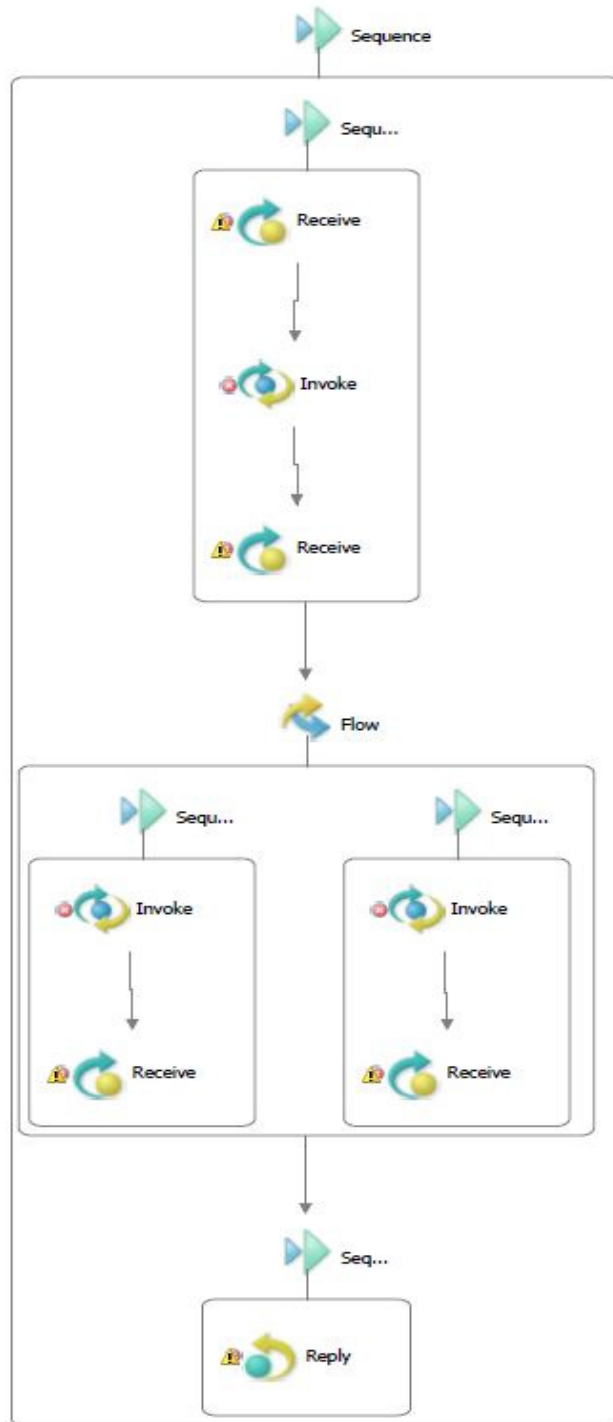 Sequence
Sequ...
Receive
Invoke
Receive
Flow
Sequ...
Sequ...
Invoke
Invoke
Receive
Receive
Seq...
Reply